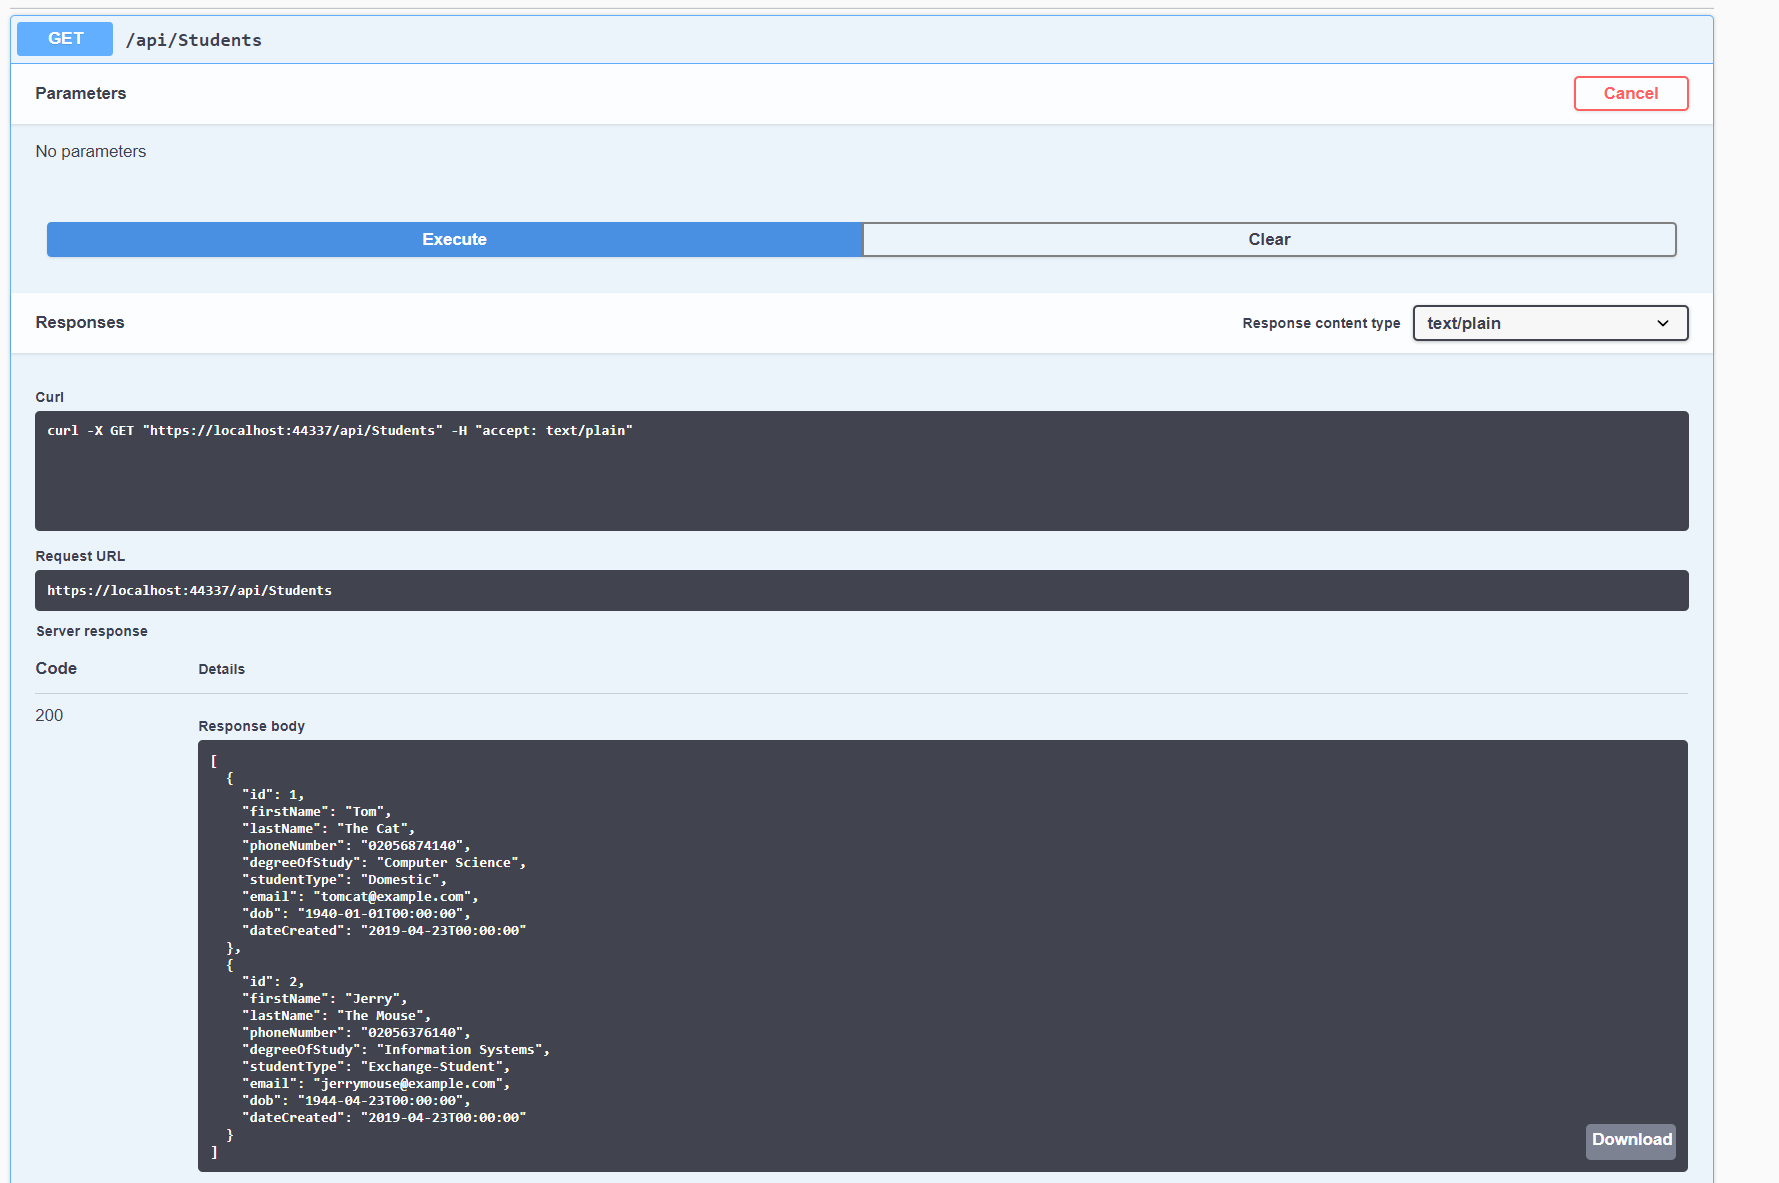 GET /api/Students
Parameters
Cancel
No parameters
Execute
Clear
Responses
Response content type
text/plain
Curl
curl -X GET "https://localhost:44337/api/Students" -H "accept: text/plain"
Request URL
https://localhost:44337/api/Students
Server response
Code
Details
200
Response body
[
  {
    "id": 1,
    "firstName": "Tom",
    "lastName": "The Cat",
    "phoneNumber": "02056874140",
    "degreeOfStudy": "Computer Science",
    "studentType": "Domestic",
    "email": "tomcat@example.com",
    "dob": "1940-01-01T00:00:00",
    "dateCreated": "2019-04-23T00:00:00"
  },
  {
    "id": 2,
    "firstName": "Jerry",
    "lastName": "The Mouse",
    "phoneNumber": "02056376140",
    "degreeOfStudy": "Information Systems",
    "studentType": "Exchange-Student",
    "email": "jerrymouse@example.com",
    "dob": "1944-04-23T00:00:00",
    "dateCreated": "2019-04-23T00:00:00"
  }
]
Download